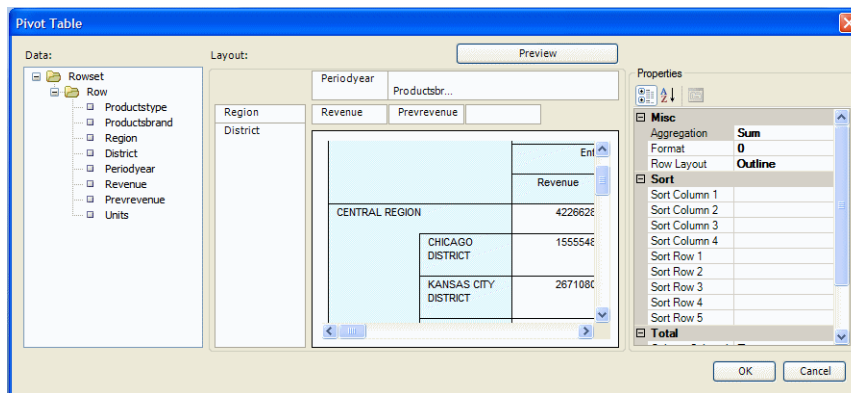 Pivot Table
Data:
Layout:
Preview
Rowset
Row
Productstype
Productsbrand
Region
District
Periodyear
Revenue
Prevrevenue
Units
Periodyear
Productsbr...
Region
District
Revenue
Prevrevenue
Ent
Revenue
CENTRAL REGION
4226628
CHICAGO
DISTRICT
1555548
KANSAS CITY
DISTRICT
2671080
Properties
Misc
Aggregation Sum
Format 0
Row Layout Outline
Sort
Sort Column 1
Sort Column 2
Sort Column 3
Sort Column 4
Sort Row 1
Sort Row 2
Sort Row 3
Sort Row 4
Sort Row 5
Total
OK
Cancel